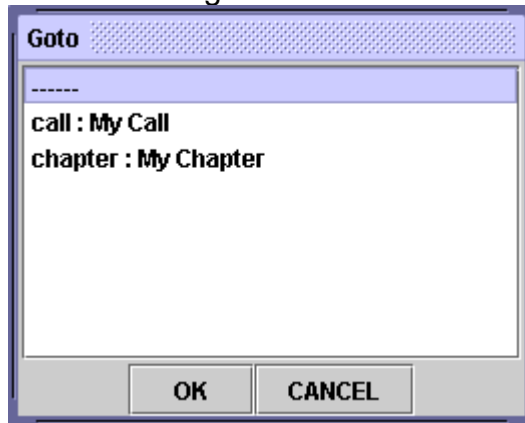 Goto
------
call : My Call
chapter : My Chapter
OK CANCEL